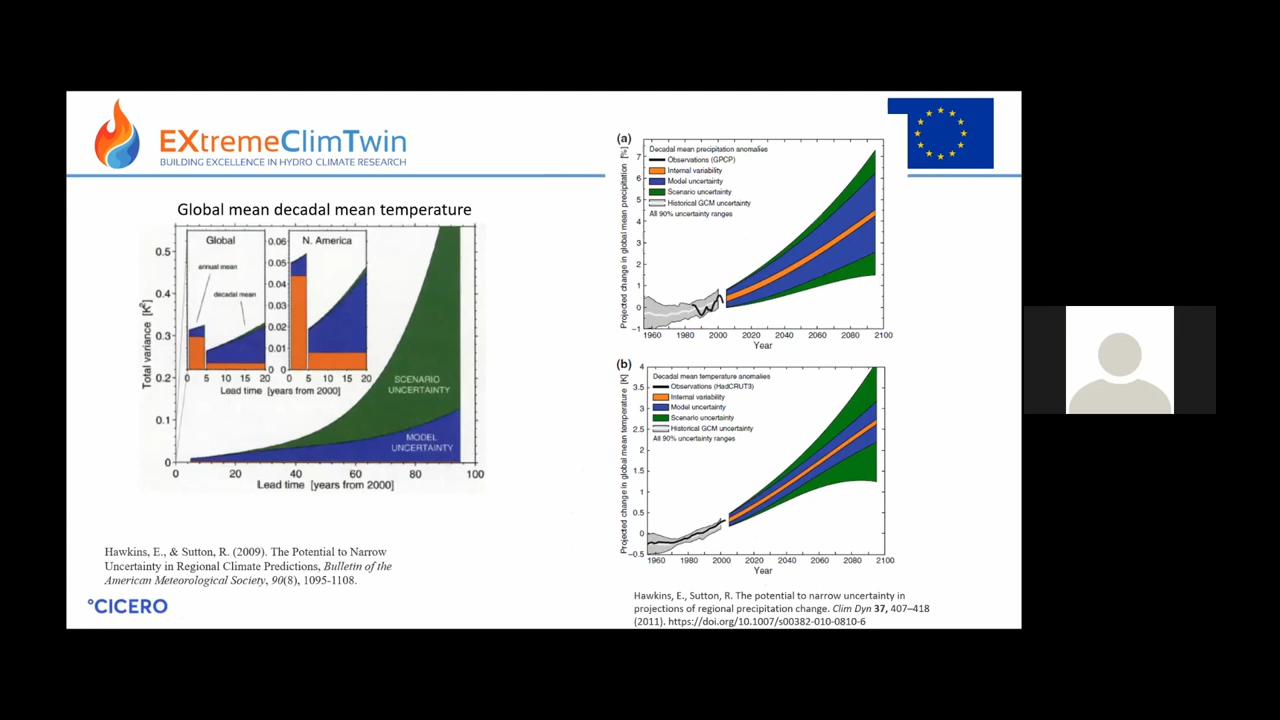 EXtremeClimTwin
BUILDING EXCELLENCE IN HYDRO CLIMATE RESEARCH
Global mean decadal mean temperature
Total variance [K²]
0.5
0.4
0.3
0.2
0.1
0
0 20 40 60 80 100
Lead time [years from 2000]
Global
annual mean
decadal mean
N. America
0.06
0.05
0.04
0.03
0.02
0.01
0
0 5 20 0 5 20
Lead time [years from 2000]
SCENARIO
UNCERTAINTY
MODEL
UNCERTAINTY
Hawkins, E., & Sutton, R. (2009). The Potential to Narrow
Uncertainty in Regional Climate Predictions, Bulletin of the
American Meteorological Society, 90(8), 1095-1108.
°CICERO
(a)
Projected change in global mean precipitation [%]
7
6
5
4
3
2
1
0
−1
Decadal mean precipitation anomalies
Observations (GPCP)
Internal variability
Model uncertainty
Scenario uncertainty
Historical GCM uncertainty
All 90% uncertainty ranges
1960 1980 2000 2020 2040 2060 2080 2100
Year
(b)
Projected change in global mean temperature [K]
4
3.5
3
2.5
2
1.5
1
0.5
0
−0.5
Decadal mean temperature anomalies
Observations (HadCRUT3)
Internal variability
Model uncertainty
Scenario uncertainty
Historical GCM uncertainty
All 90% uncertainty ranges
1960 1980 2000 2020 2040 2060 2080 2100
Year
Hawkins, E., Sutton, R. The potential to narrow uncertainty in
projections of regional precipitation change. Clim Dyn 37, 407–418
(2011). https://doi.org/10.1007/s00382-010-0810-6